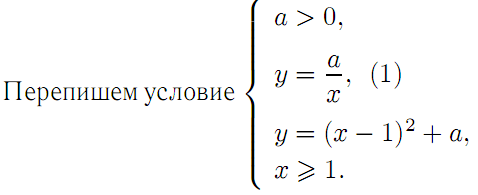 a > 0,
y = a/x, (1)
Перепишем условие
y = (x − 1)² + a,
x ⩾ 1.